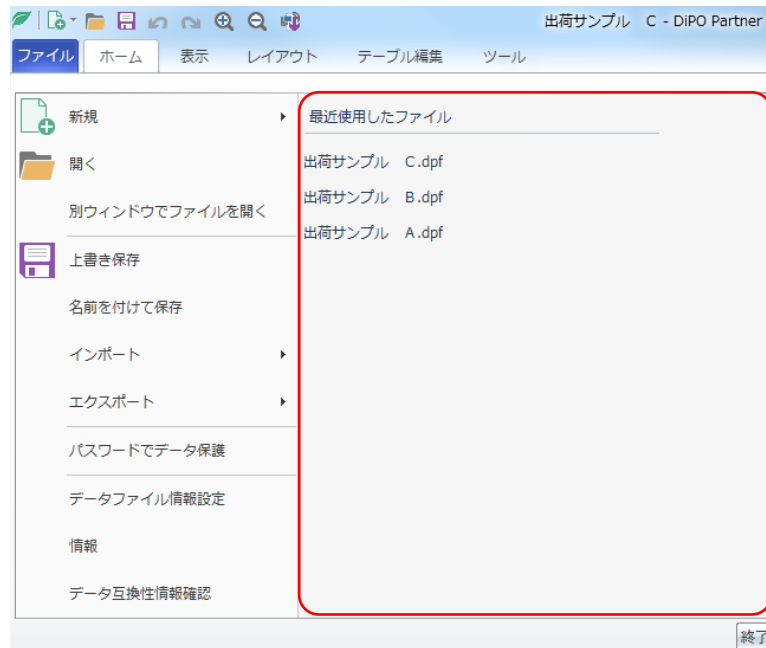 出荷サンプル　C - DiPO Partner
ファイル ホーム 表示 レイアウト テーブル編集 ツール
新規
開く
別ウィンドウでファイルを開く
上書き保存
名前を付けて保存
インポート
エクスポート
パスワードでデータ保護
データファイル情報設定
情報
データ互換性情報確認
最近使用したファイル
出荷サンプル　C.dpf
出荷サンプル　B.dpf
出荷サンプル　A.dpf
終了